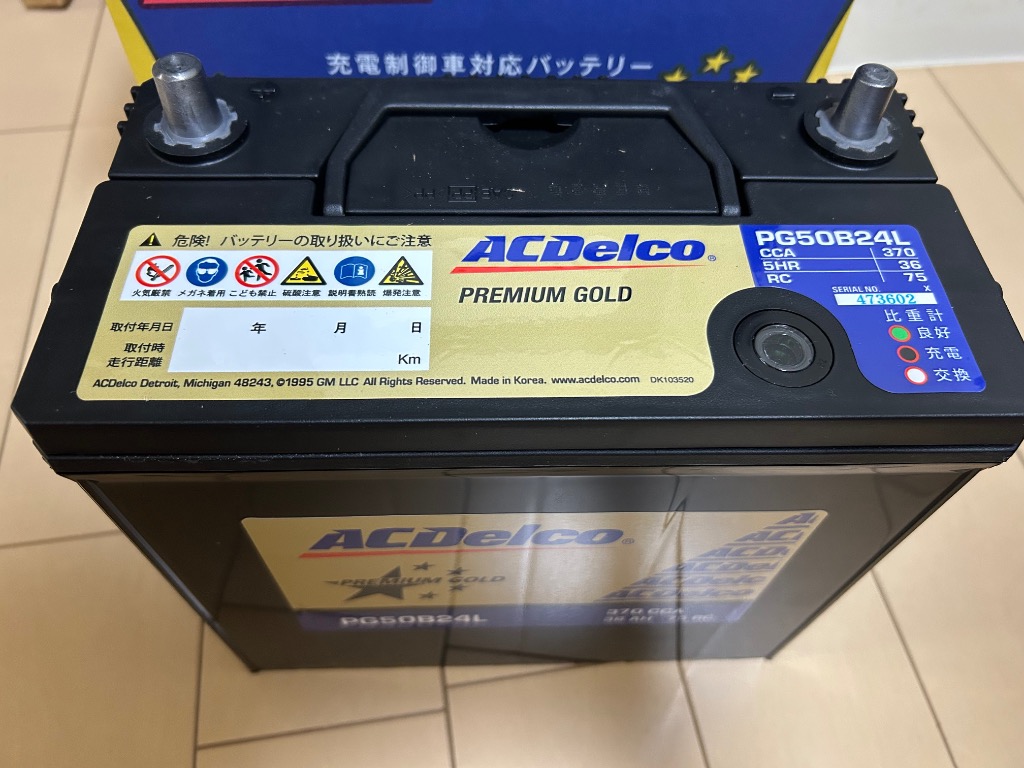 充電制御車対応バッテリー
+
−
危険! バッテリーの取り扱いにご注意
火気厳禁 メガネ着用 こども禁止 硫酸注意 説明書熟読 爆発注意
取付年月日 年 月 日
取付時
走行距離 Km
ACDelco Detroit, Michigan 48243, ©1995 GM LLC All Rights Reserved. Made in Korea. www.acdelco.com DK103520
ACDelco®
PREMIUM GOLD
PG50B24L
CCA 370
5HR 36
RC 75
SERIAL NO. X
473602
比重計
良好
充電
交換
ACDelco®
PREMIUM GOLD
PG50B24L
370 CCA
ACDelco